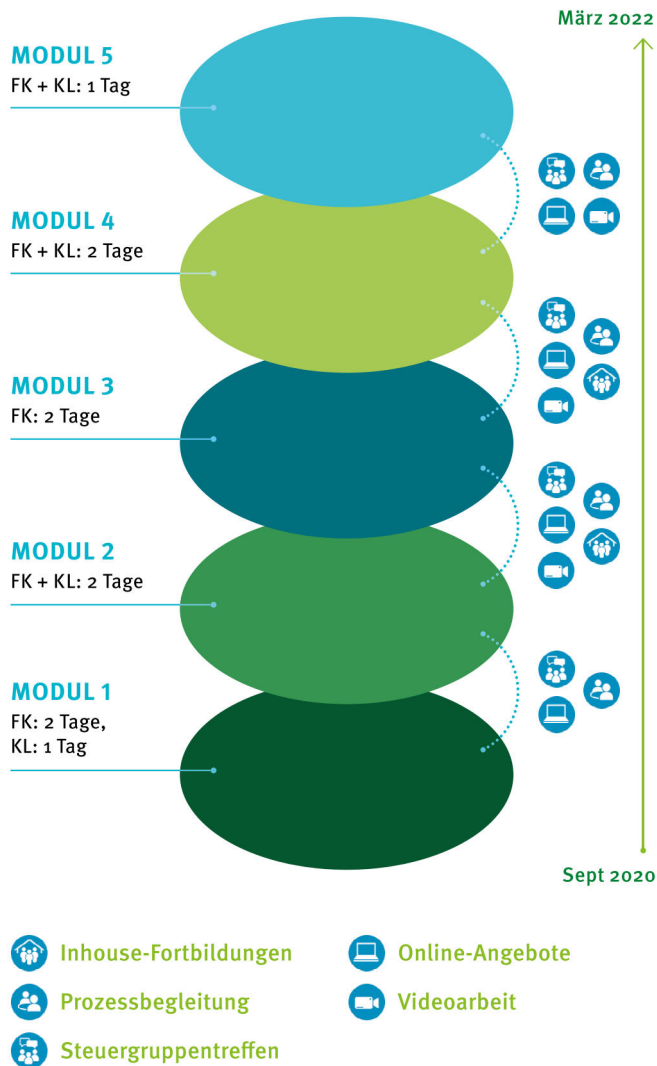 März 2022
MODUL 5
FK + KL: 1 Tag
MODUL 4
FK + KL: 2 Tage
MODUL 3
FK: 2 Tage
MODUL 2
FK + KL: 2 Tage
MODUL 1
FK: 2 Tage,
KL: 1 Tag
Sept 2020
Inhouse-Fortbildungen
Prozessbegleitung
Steuergruppentreffen
Online-Angebote
Videoarbeit